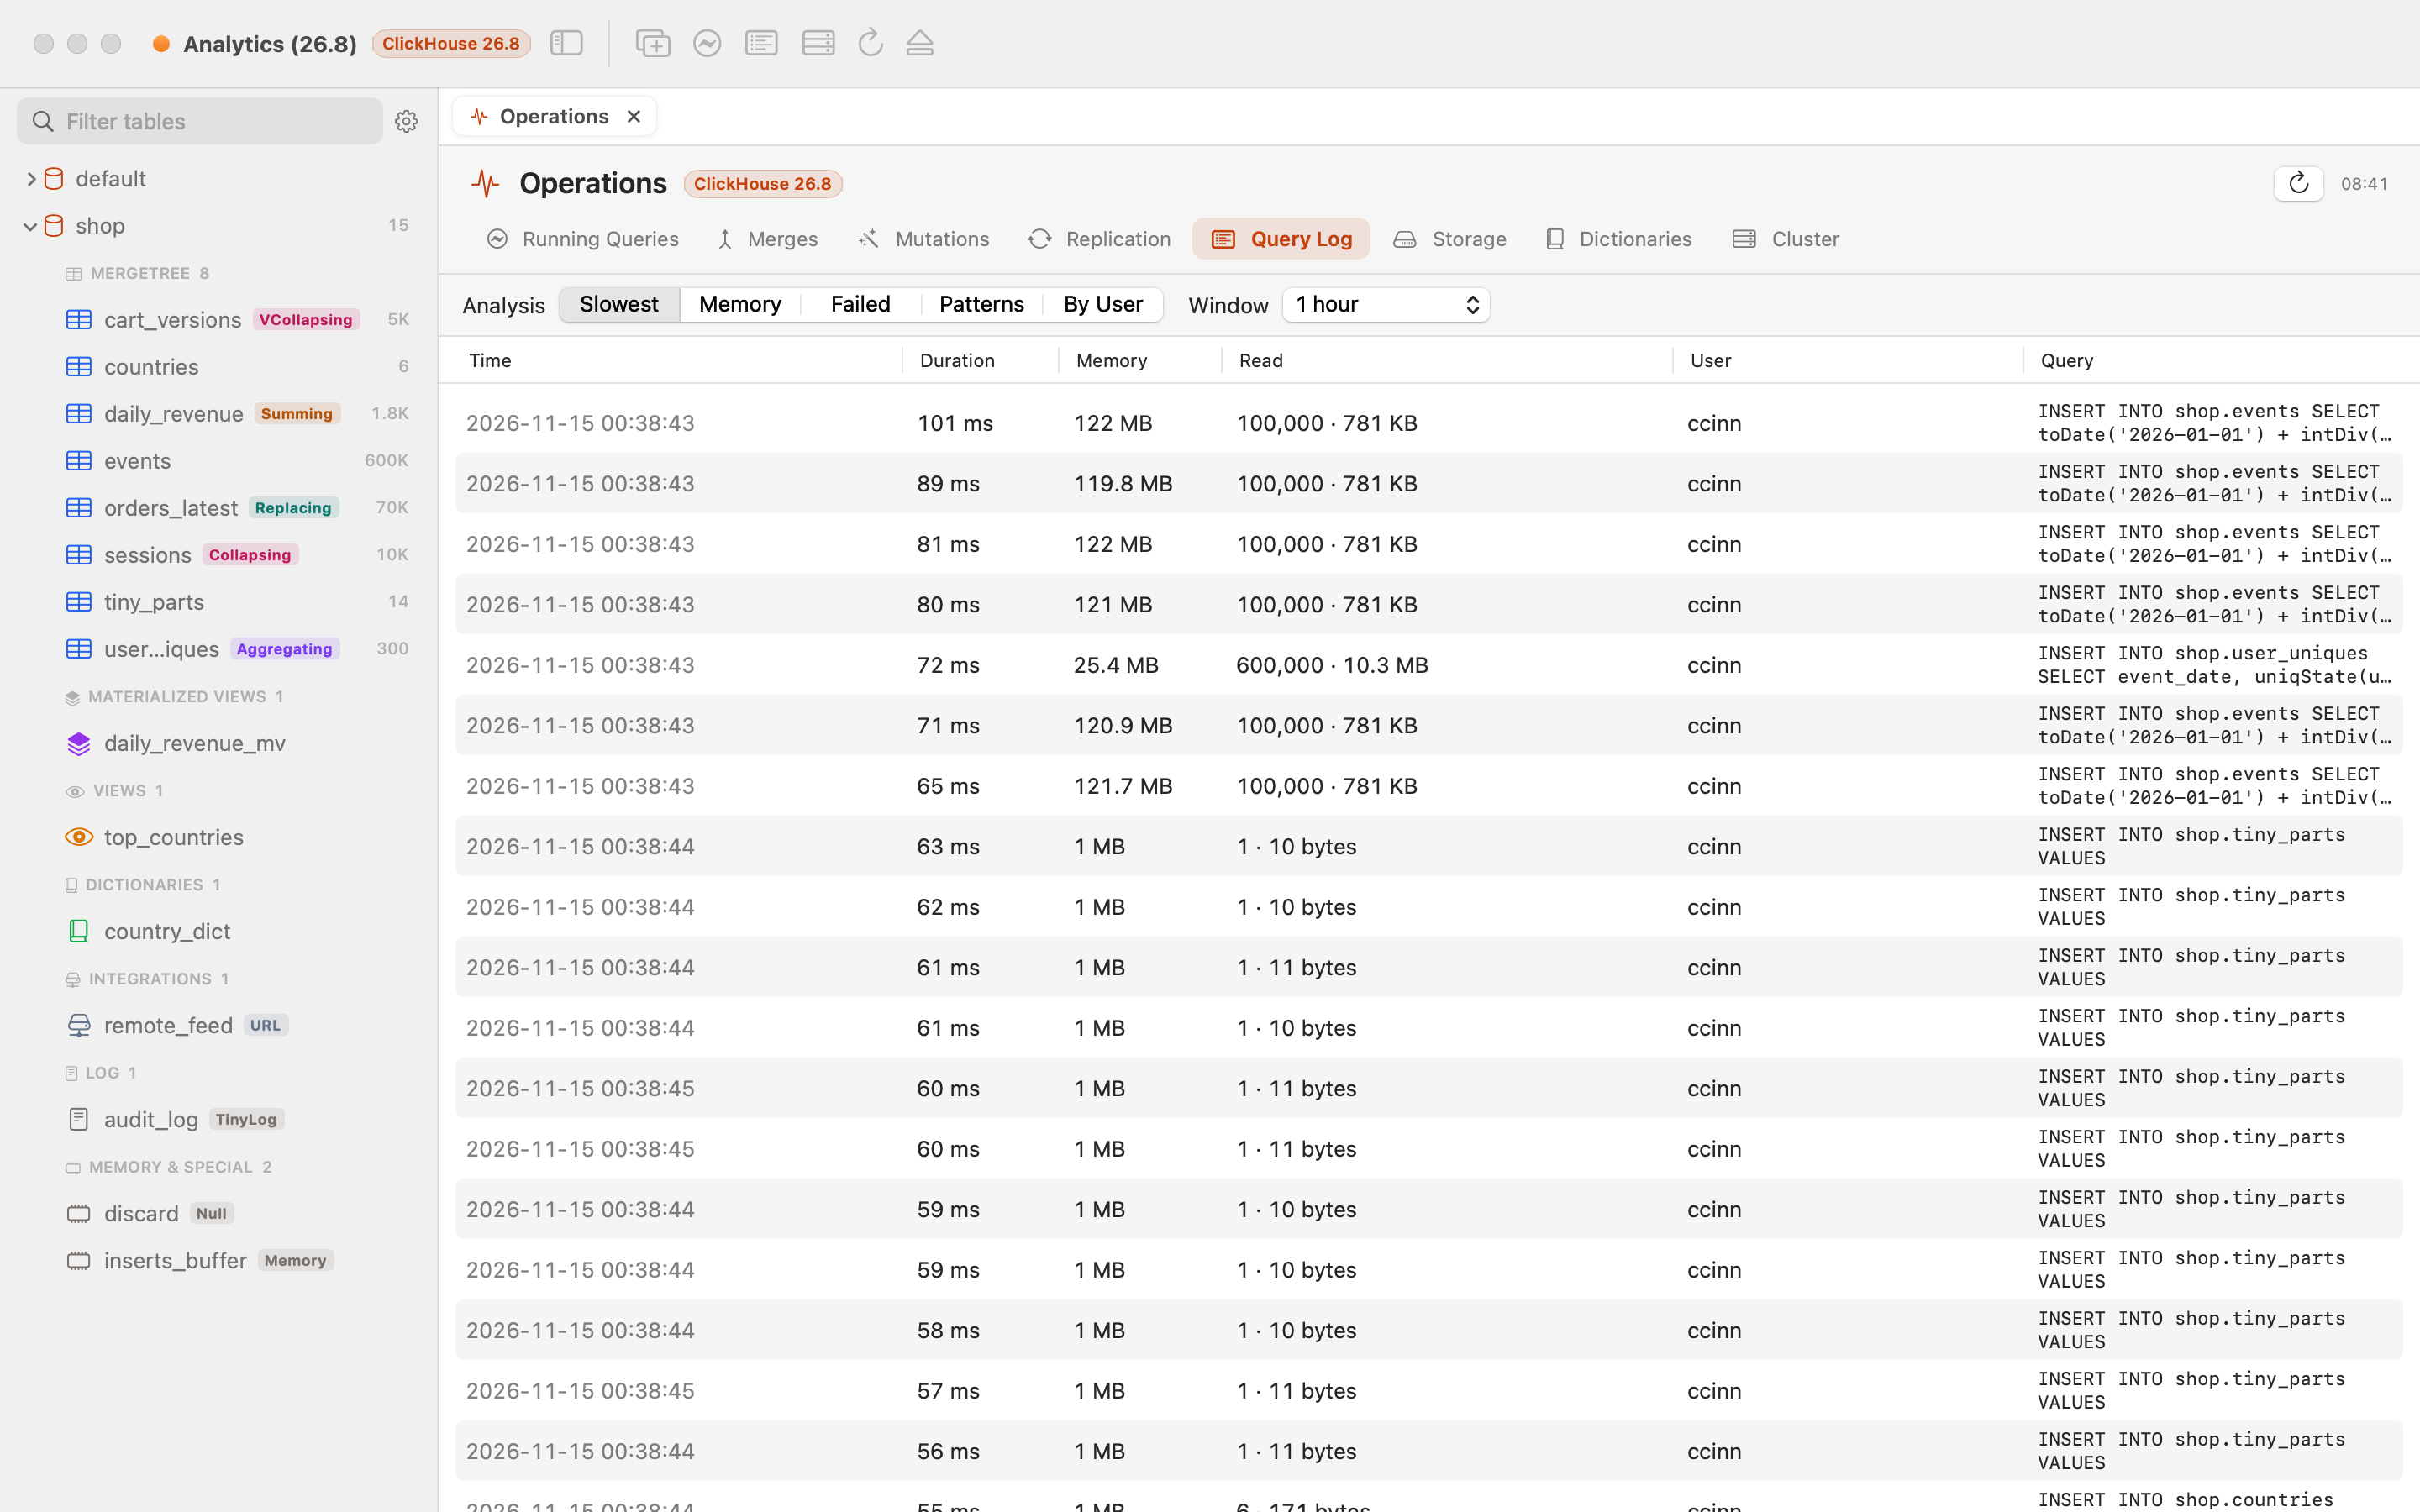 Analytics (26.8) ClickHouse 26.8
Filter tables
default
shop 15
MERGETREE 8
cart_versions VCollapsing 5K
countries 6
daily_revenue Summing 1.8K
events 600K
orders_latest Replacing 70K
sessions Collapsing 10K
tiny_parts 14
user...iques Aggregating 300
MATERIALIZED VIEWS 1
daily_revenue_mv
VIEWS 1
top_countries
DICTIONARIES 1
country_dict
INTEGRATIONS 1
remote_feed URL
LOG 1
audit_log TinyLog
MEMORY & SPECIAL 2
discard Null
inserts_buffer Memory
Operations
Operations ClickHouse 26.8 08:41
Running Queries Merges Mutations Replication Query Log Storage Dictionaries Cluster
Analysis Slowest Memory Failed Patterns By User Window 1 hour
Time Duration Memory Read User Query
2026-11-15 00:38:43 101 ms 122 MB 100,000 · 781 KB ccinn INSERT INTO shop.events SELECT
toDate('2026-01-01') + intDiv(…
2026-11-15 00:38:43 89 ms 119.8 MB 100,000 · 781 KB ccinn INSERT INTO shop.events SELECT
toDate('2026-01-01') + intDiv(…
2026-11-15 00:38:43 81 ms 122 MB 100,000 · 781 KB ccinn INSERT INTO shop.events SELECT
toDate('2026-01-01') + intDiv(…
2026-11-15 00:38:43 80 ms 121 MB 100,000 · 781 KB ccinn INSERT INTO shop.events SELECT
toDate('2026-01-01') + intDiv(…
2026-11-15 00:38:43 72 ms 25.4 MB 600,000 · 10.3 MB ccinn INSERT INTO shop.user_uniques
SELECT event_date, uniqState(u…
2026-11-15 00:38:43 71 ms 120.9 MB 100,000 · 781 KB ccinn INSERT INTO shop.events SELECT
toDate('2026-01-01') + intDiv(…
2026-11-15 00:38:43 65 ms 121.7 MB 100,000 · 781 KB ccinn INSERT INTO shop.events SELECT
toDate('2026-01-01') + intDiv(…
2026-11-15 00:38:44 63 ms 1 MB 1 · 10 bytes ccinn INSERT INTO shop.tiny_parts
VALUES
2026-11-15 00:38:44 62 ms 1 MB 1 · 10 bytes ccinn INSERT INTO shop.tiny_parts
VALUES
2026-11-15 00:38:44 61 ms 1 MB 1 · 11 bytes ccinn INSERT INTO shop.tiny_parts
VALUES
2026-11-15 00:38:44 61 ms 1 MB 1 · 10 bytes ccinn INSERT INTO shop.tiny_parts
VALUES
2026-11-15 00:38:45 60 ms 1 MB 1 · 11 bytes ccinn INSERT INTO shop.tiny_parts
VALUES
2026-11-15 00:38:45 60 ms 1 MB 1 · 11 bytes ccinn INSERT INTO shop.tiny_parts
VALUES
2026-11-15 00:38:44 59 ms 1 MB 1 · 10 bytes ccinn INSERT INTO shop.tiny_parts
VALUES
2026-11-15 00:38:44 59 ms 1 MB 1 · 10 bytes ccinn INSERT INTO shop.tiny_parts
VALUES
2026-11-15 00:38:44 58 ms 1 MB 1 · 10 bytes ccinn INSERT INTO shop.tiny_parts
VALUES
2026-11-15 00:38:45 57 ms 1 MB 1 · 11 bytes ccinn INSERT INTO shop.tiny_parts
VALUES
2026-11-15 00:38:44 56 ms 1 MB 1 · 11 bytes ccinn INSERT INTO shop.tiny_parts
VALUES
2026-11-15 00:38:44 55 ms 1 MB 6 · 171 bytes ccinn INSERT INTO shop.countries